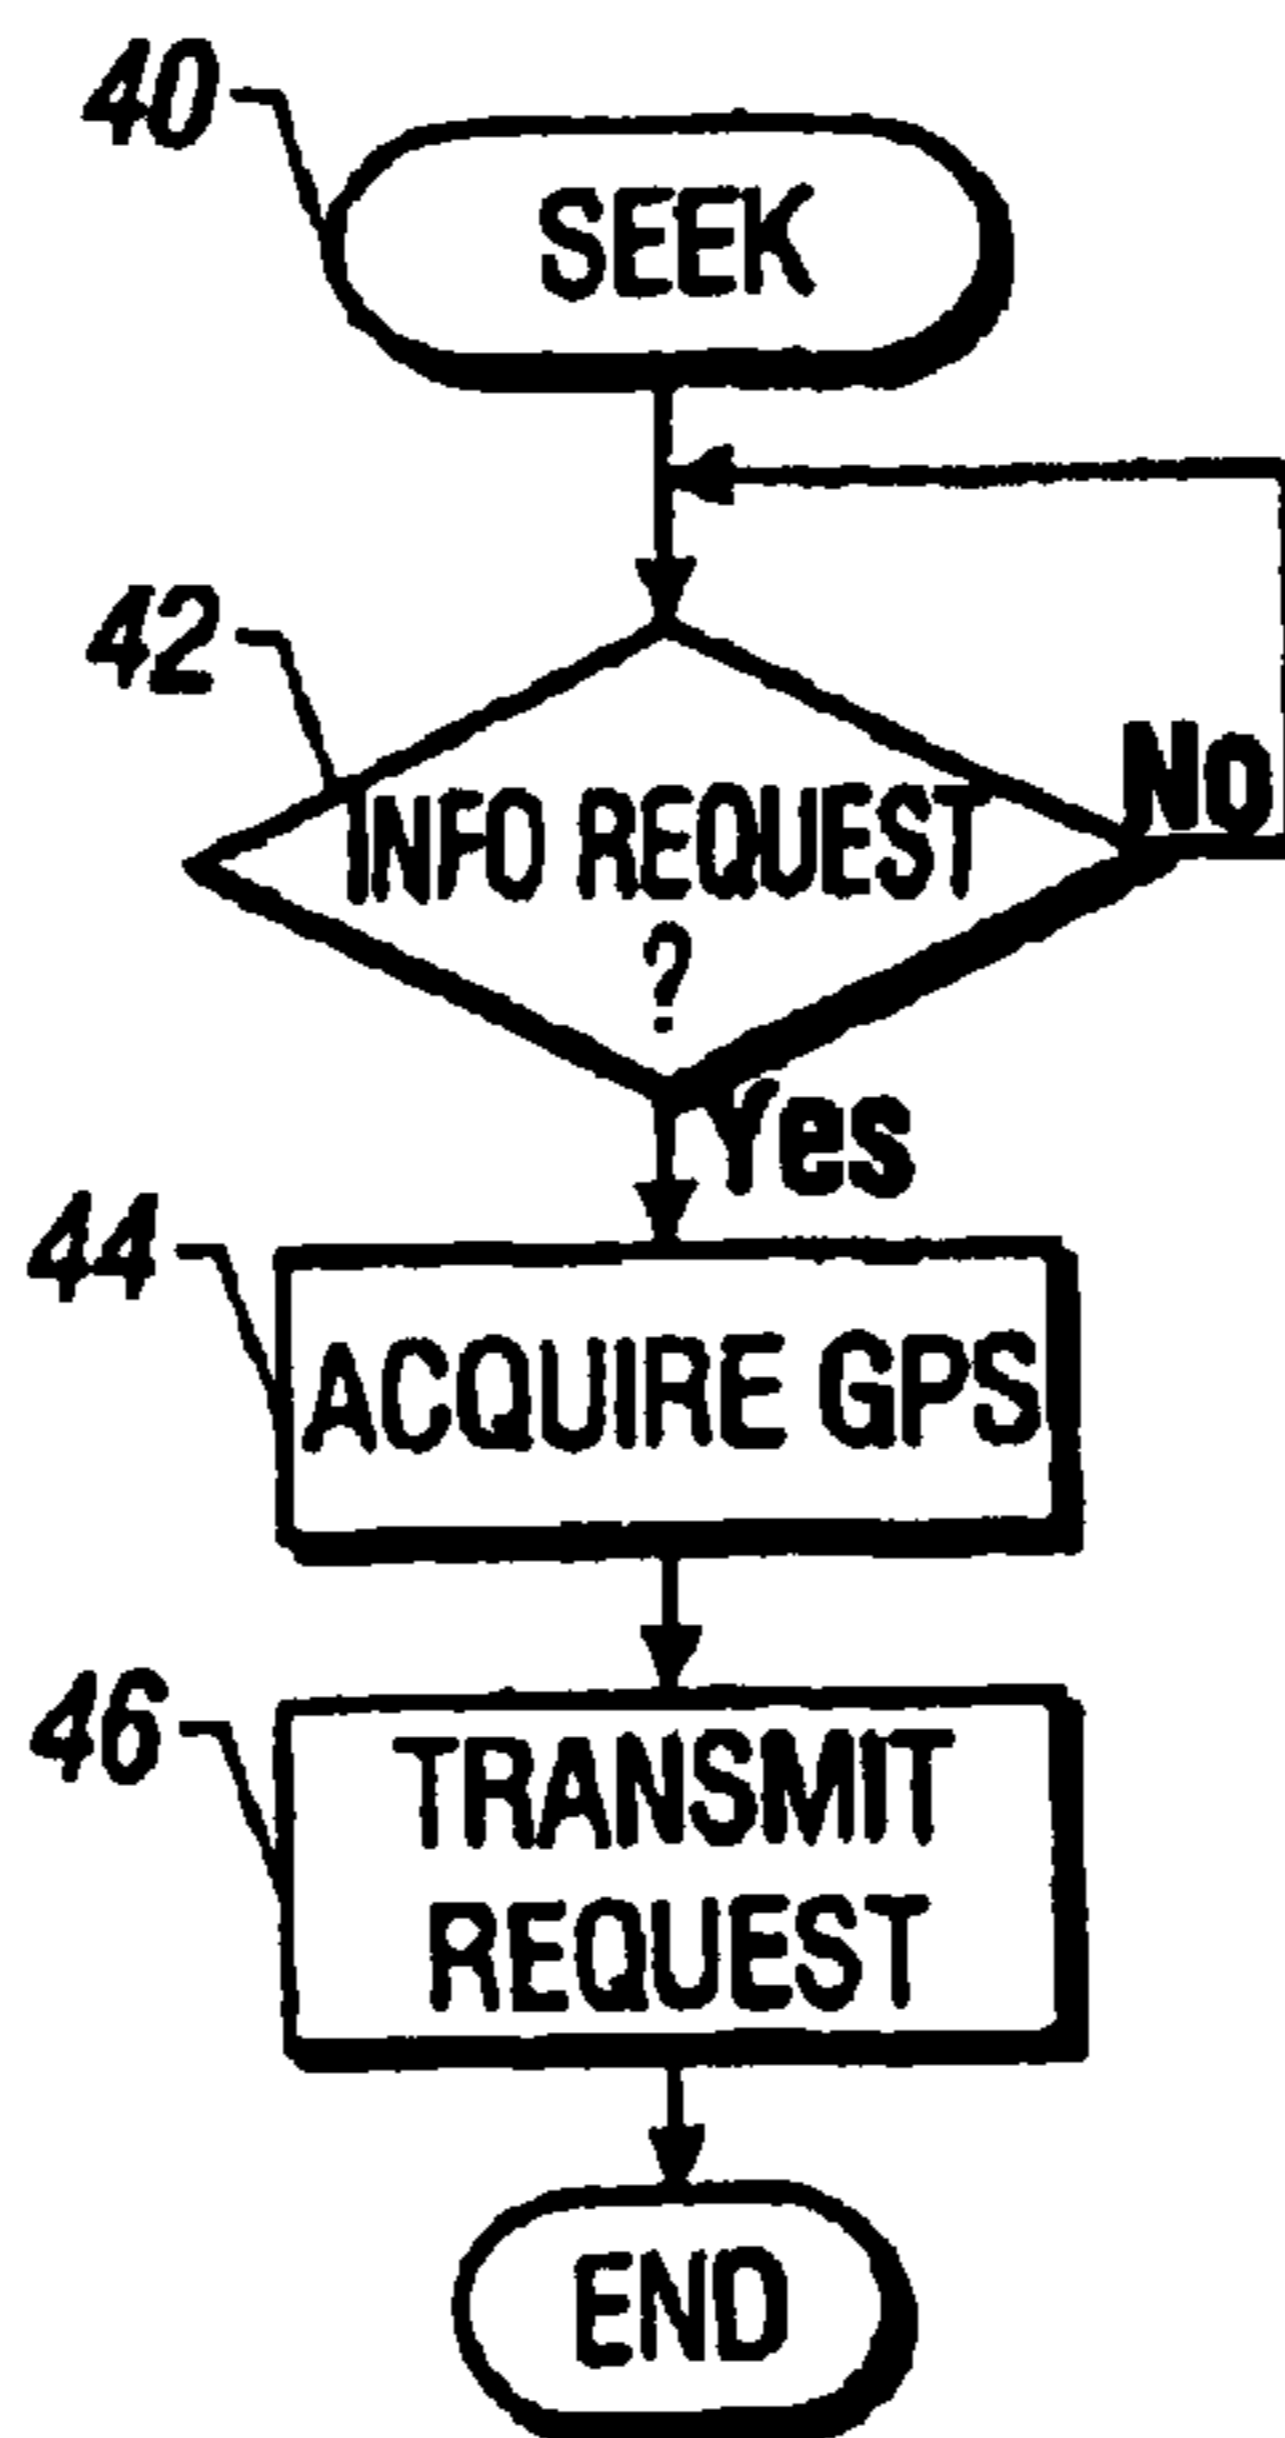 40
SEEK
42
INFO REQUEST
?
No
Yes
44
ACQUIRE GPS
46
TRANSMIT
REQUEST
END